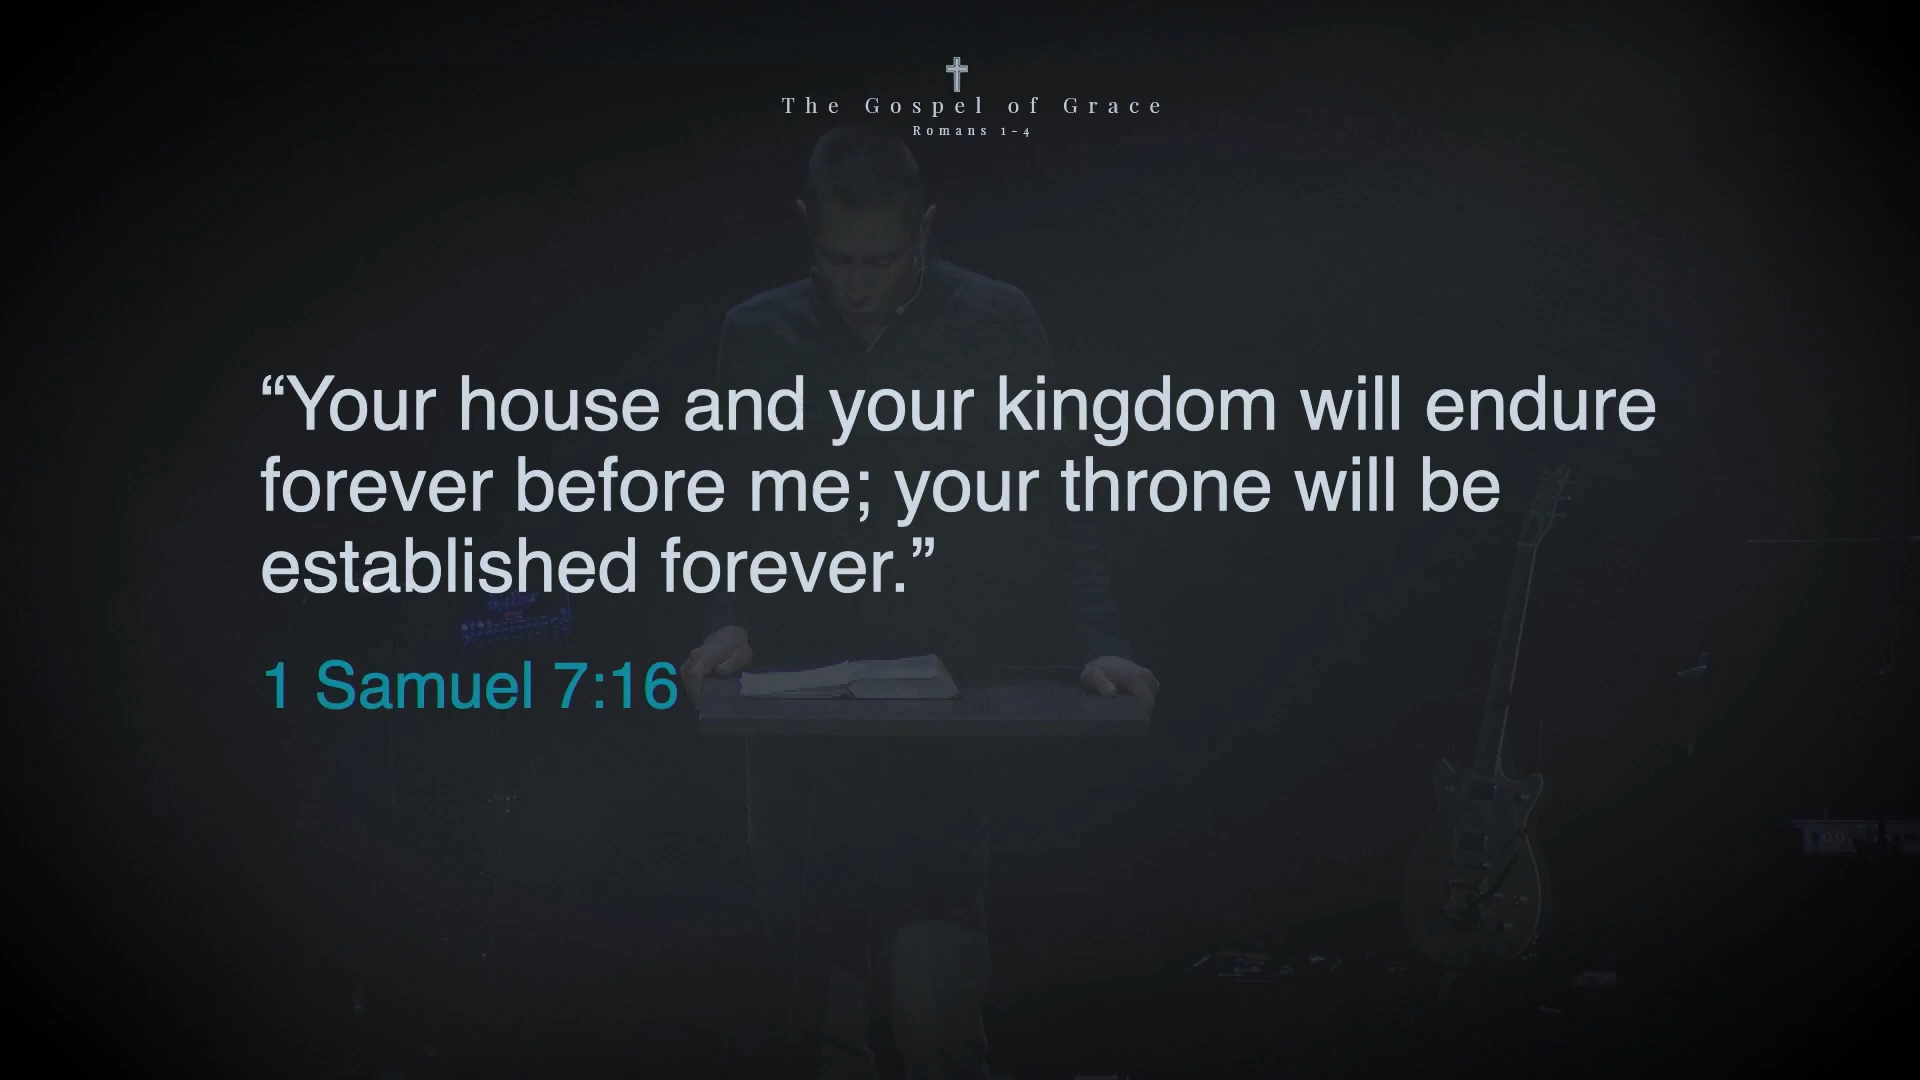 The Gospel of Grace
Romans 1-4
“Your house and your kingdom will endure
forever before me; your throne will be
established forever.”
1 Samuel 7:16